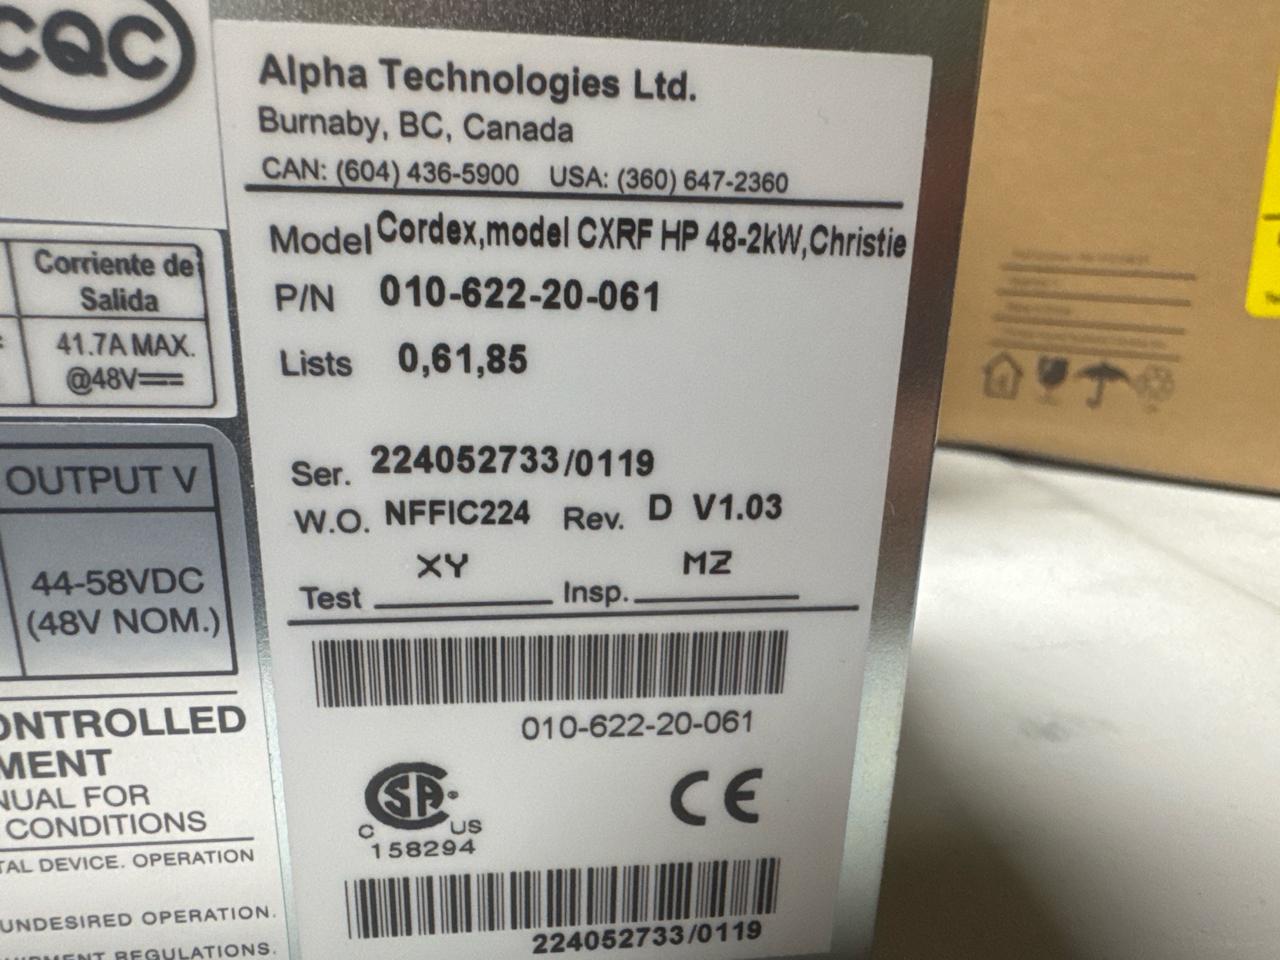 CQC
Corriente de
Salida
41.7A MAX.
@48V
OUTPUT V
44-58VDC
(48V NOM.)
ONTROLLED
MENT
NUAL FOR
CONDITIONS
TAL DEVICE. OPERATION
UNDESIRED OPERATION.
IPMENT REGULATIONS.
Alpha Technologies Ltd.
Burnaby, BC, Canada
CAN: (604) 436-5900 USA: (360) 647-2360
Model Cordex,model CXRF HP 48-2kW,Christie
P/N 010-622-20-061
Lists 0,61,85
Ser. 224052733/0119
W.O. NFFIC224 Rev. D V1.03
Test XY Insp. MZ
010-622-20-061
CSA®
C US
158294
CE
224052733/0119